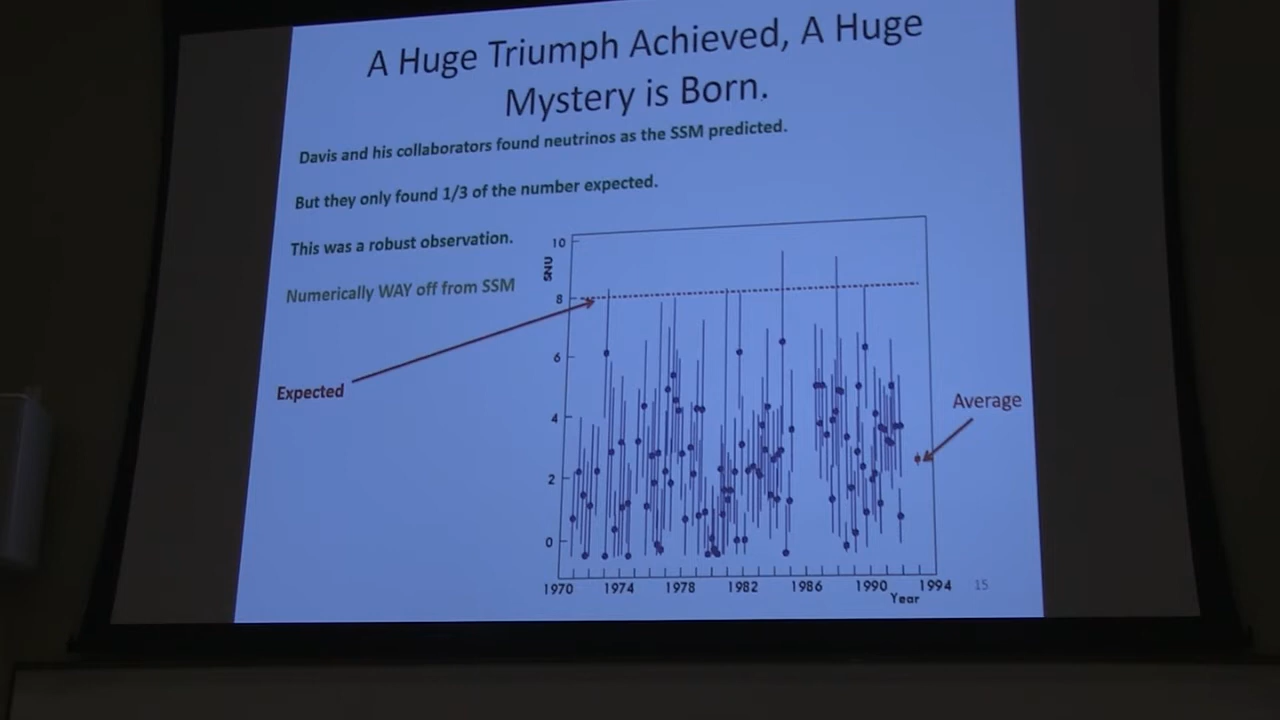 A Huge Triumph Achieved, A Huge
Mystery is Born.
Davis and his collaborators found neutrinos as the SSM predicted.
But they only found 1/3 of the number expected.
This was a robust observation.
Numerically WAY off from SSM
Expected
Average
SNU
10
8
6
4
2
0
1970 1974 1978 1982 1986 1990 1994
Year
15